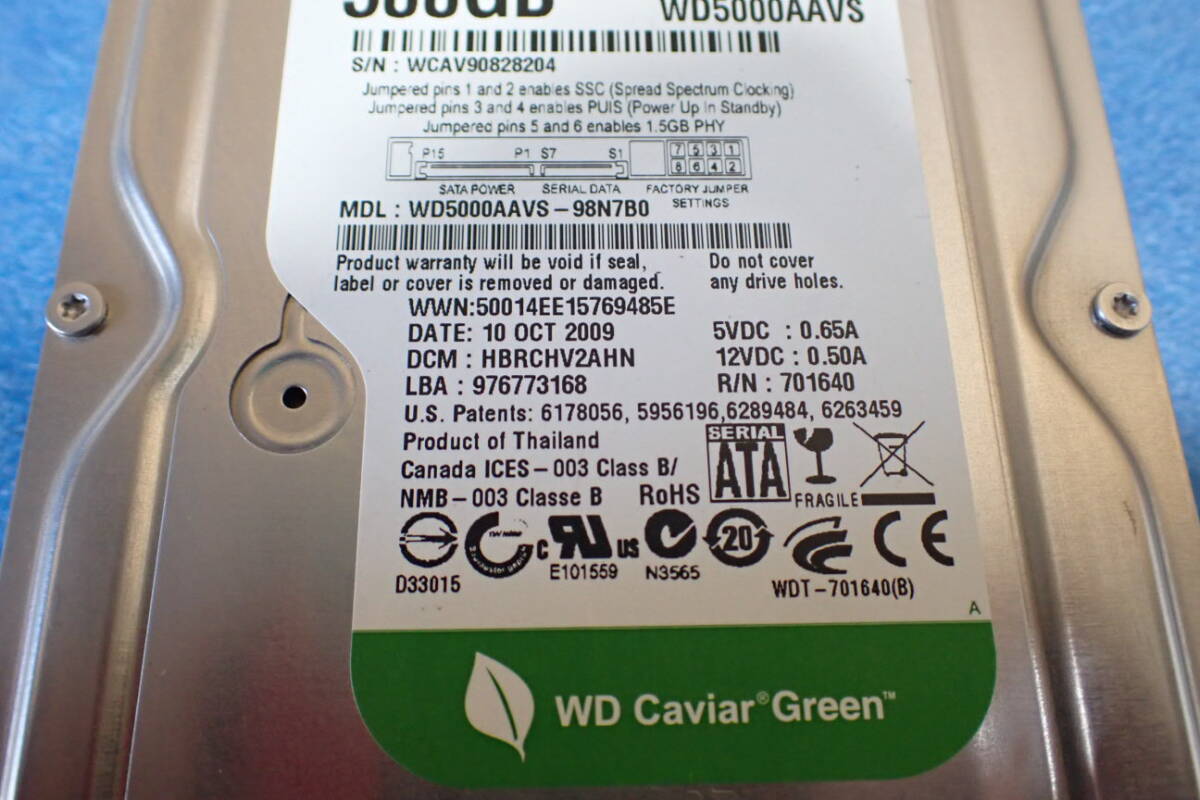 500GB
WD5000AAVS
S/N : WCAV90828204
Jumpered pins 1 and 2 enables SSC (Spread Spectrum Clocking)
Jumpered pins 3 and 4 enables PUIS (Power Up In Standby)
Jumpered pins 5 and 6 enables 1.5GB PHY
P15 P1 S7 S1 7 5 3 1
8 6 4 2
SATA POWER SERIAL DATA FACTORY JUMPER SETTINGS
MDL : WD5000AAVS-98N7B0
Product warranty will be void if seal,
label or cover is removed or damaged.
Do not cover
any drive holes.
WWN:50014EE15769485E
DATE: 10 OCT 2009 5VDC : 0.65A
DCM : HBRCHV2AHN 12VDC : 0.50A
LBA : 976773168 R/N : 701640
U.S. Patents: 6178056, 5956196,6289484, 6263459
Product of Thailand
Canada ICES-003 Class B/
NMB-003 Classe B RoHS
SERIAL
ATA
FRAGILE
c UR US 20 CE
D33015 E101559 N3565 WDT-701640(B)
A
WD Caviar® Green™